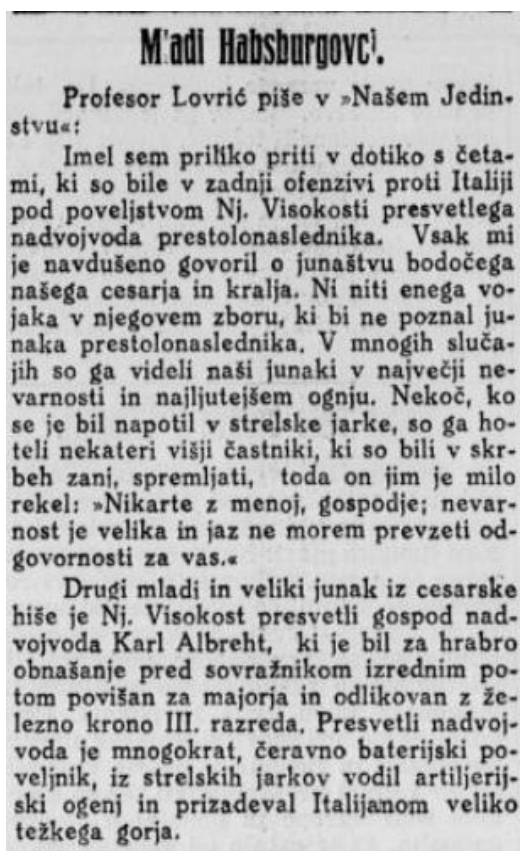 Mladi Habsburgovci.
Profesor Lovrić piše v »Našem Jedin-
stvu«:
Imel sem priliko priti v dotiko s četa-
mi, ki so bile v zadnji ofenzivi proti Italiji
pod poveljstvom Nj. Visokosti presvetlega
nadvojvoda prestolonaslednika. Vsak mi
je navdušeno govoril o junaštvu bodočega
našega cesarja in kralja. Ni niti enega vo-
jaka v njegovem zboru, ki bi ne poznal ju-
naka prestolonaslednika. V mnogih sluča-
jih so ga videli naši junaki v največji ne-
varnosti in najljutejšem ognju. Nekoč, ko
se je bil napotil v strelske jarke, so ga ho-
teli nekateri višji častniki, ki so bili v skr-
beh zanj, spremljati, toda on jim je milo
rekel: »Nikarte z menoj, gospodje; nevar-
nost je velika in jaz ne morem prevzeti od-
govornosti za vas.«
Drugi mladi in veliki junak iz cesarske
hiše je Nj. Visokost presvetli gospod nad-
vojvoda Karl Albreht, ki je bil za hrabro
obnašanje pred sovražnikom izrednim po-
tom povišan za majorja in odlikovan z že-
lezno krono III. razreda. Presvetli nadvoj-
voda je mnogokrat, čeravno baterijski po-
veljnik, iz strelskih jarkov vodil artiljerij-
ski ogenj in prizadeval Italijanom veliko
težkega gorja.